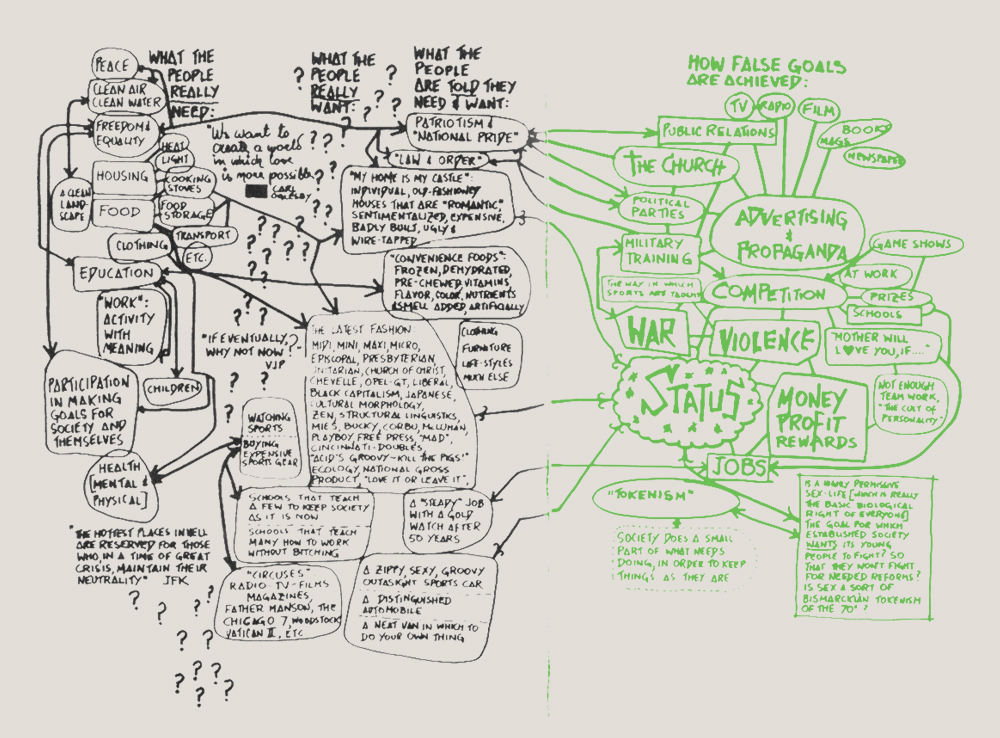 WHAT THE
PEOPLE
REALLY
NEED:
PEACE
CLEAN AIR
CLEAN WATER
FREEDOM &
EQUALITY
HEAT
LIGHT
HOUSING
COOKING
STOVES
A CLEAN
LAND-
SCAPE
FOOD
FOOD
STORAGE
TRANSPORT
CLOTHING
ETC.
EDUCATION
"WORK":
ACTIVITY
WITH
MEANING
PARTICIPATION
IN MAKING
GOALS FOR
SOCIETY AND
THEMSELVES
CHILDREN
HEALTH
[MENTAL &
PHYSICAL]
"THE HOTTEST PLACES IN HELL
ARE RESERVED FOR THOSE
WHO, IN A TIME OF GREAT
CRISIS, MAINTAIN THEIR
NEUTRALITY" JFK
"We want to
create a world
in which love
is more possible"
CARL
OGLESBY
"IF EVENTUALLY,
WHY NOT NOW?"
VJP
WHAT THE
PEOPLE
REALLY
WANT:
WHAT THE
PEOPLE
ARE TOLD THEY
NEED & WANT:
PATRIOTISM &
"NATIONAL PRIDE"
"LAW & ORDER"
"MY HOME IS MY CASTLE":
INDIVIDUAL, OLD-FASHIONED
HOUSES THAT ARE "ROMANTIC,"
SENTIMENTALIZED, EXPENSIVE,
BADLY BUILT, UGLY &
WIRE-TAPPED
"CONVENIENCE FOODS":
FROZEN, DEHYDRATED,
PRE-CHEWED, VITAMINS,
FLAVOR, COLOR, NUTRIENTS
& SMELL ADDED, ARTIFICIALLY
THE LATEST FASHION:
MIDI, MINI, MAXI, MICRO,
EPISCOPAL, PRESBYTERIAN,
UNITARIAN, CHURCH OF CHRIST,
CHEVELLE, OPEL-GT, LIBERAL,
BLACK CAPITALISM, JAPANESE,
CULTURAL MORPHOLOGY,
ZEN, STRUCTURAL LINGUISTICS,
MIES, BUCKY, CORBU, McLUHAN,
PLAYBOY, FREE PRESS, "MAD",
CINCINNATI-DOUBLES,
"ACID'S GROOVY-KILL THE PIGS!"
ECOLOGY, NATIONAL GROSS
PRODUCT, "LOVE IT OR LEAVE IT".
CLOTHING
FURNITURE
LIFE-STYLES
MUCH ELSE
WATCHING
SPORTS
BUYING
EXPENSIVE
SPORTS GEAR
SCHOOLS THAT TEACH
A FEW TO KEEP SOCIETY
AS IT IS NOW
SCHOOLS THAT TEACH
MANY HOW TO WORK
WITHOUT BITCHING
A "STEADY" JOB
WITH A GOLD
WATCH AFTER
50 YEARS
"CIRCUSES"
RADIO-TV-FILMS
MAGAZINES,
FATHER MANSON, THE
CHICAGO 7, WOODSTOCK,
VATICAN II, ETC
A ZIPPY, SEXY, GROOVY
OUTASIGHT SPORTS CAR
A DISTINGUISHED
AUTOMOBILE
A NEAT VAN IN WHICH TO
DO YOUR OWN THING
HOW FALSE GOALS
ARE ACHIEVED:
TV
RADIO
FILM
BOOK
MAGS
NEWSPAPER
PUBLIC RELATIONS
THE CHURCH
POLITICAL
PARTIES
ADVERTISING
&
PROPAGANDA
MILITARY
TRAINING
GAME SHOWS
AT WORK
THE WAY IN WHICH
SPORTS ARE TAUGHT
COMPETITION
PRIZES
SCHOOLS
WAR
VIOLENCE
"MOTHER WILL
LOVE YOU, IF....."
STATUS
MONEY
PROFIT
REWARDS
NOT ENOUGH
TEAM WORK,
"THE CULT OF
PERSONALITY"
JOBS
"TOKENISM"
SOCIETY DOES A SMALL
PART OF WHAT NEEDS
DOING, IN ORDER TO KEEP
THINGS AS THEY ARE
IS A NEWLY PERMISSIVE
SEX-LIFE [WHICH IS REALLY
THE BASIC BIOLOGICAL
RIGHT OF EVERYONE]
THE GOAL FOR WHICH
ESTABLISHED SOCIETY
WANTS ITS YOUNG
PEOPLE TO FIGHT? SO
THAT THEY WON'T FIGHT
FOR NEEDED REFORMS?
IS SEX A SORT OF
BISMARCKIAN TOKENISM
OF THE 70' ?